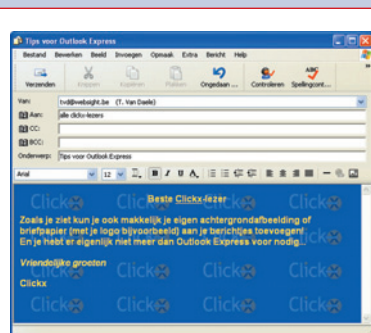 Tips voor Outlook Express
Bestand Bewerken Beeld Invoegen Opmaak Extra Bericht Help
Verzenden Knippen Kopiëren Plakken Ongedaan ... Controleren Spellingcont...
Van: tvd@websight.be (T. Van Daele)
Aan: alle clickx-lezers
CC:
BCC:
Onderwerp: Tips voor Outlook Express
Arial 12 B I U A
Beste Clickx-lezer
Zoals je ziet kun je ook makkelijk je eigen achtergrondafbeelding of
briefpapier (met je logo bijvoorbeeld) aan je berichtjes toevoegen!
En je hebt er eigenlijk niet meer dan Outlook Express voor nodig.
Vriendelijke groeten
Clickx